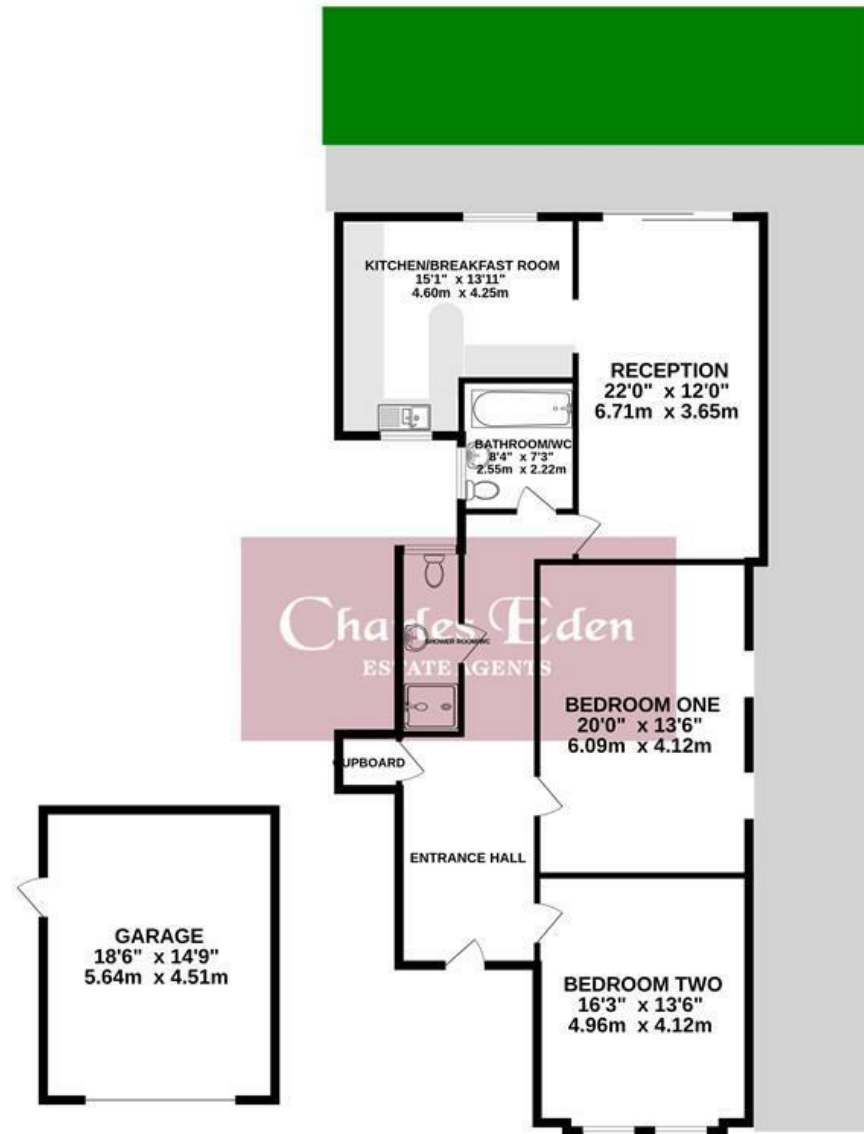 KITCHEN/BREAKFAST ROOM
15'1" x 13'11"
4.60m x 4.25m
RECEPTION
22'0" x 12'0"
6.71m x 3.65m
BATHROOM/WC
8'4" x 7'3"
2.55m x 2.22m
Charles Eden
ESTATE AGENTS
SHOWER ROOM/WC
BEDROOM ONE
20'0" x 13'6"
6.09m x 4.12m
CUPBOARD
ENTRANCE HALL
GARAGE
18'6" x 14'9"
5.64m x 4.51m
BEDROOM TWO
16'3" x 13'6"
4.96m x 4.12m